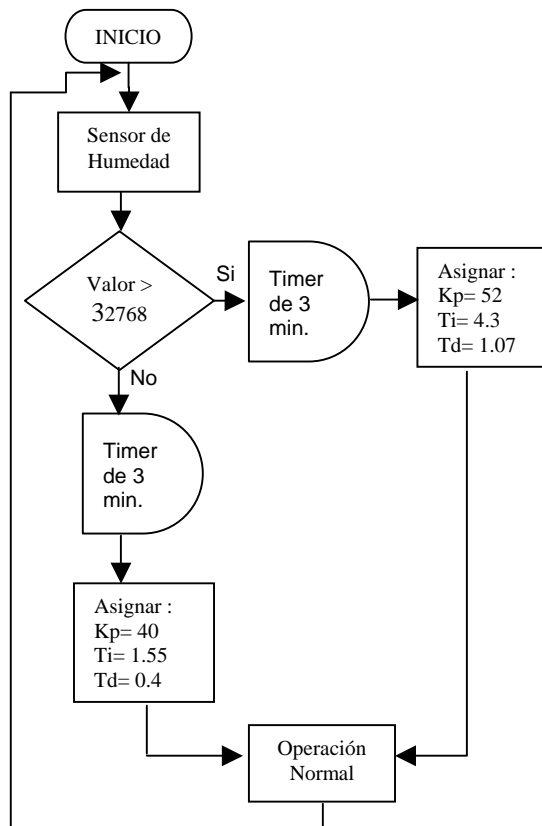 INICIO
Sensor de
Humedad
Valor >
32768
Si
Timer
de 3
min.
Asignar :
Kp= 52
Ti= 4.3
Td= 1.07
No
Timer
de 3
min.
Asignar :
Kp= 40
Ti= 1.55
Td= 0.4
Operación
Normal